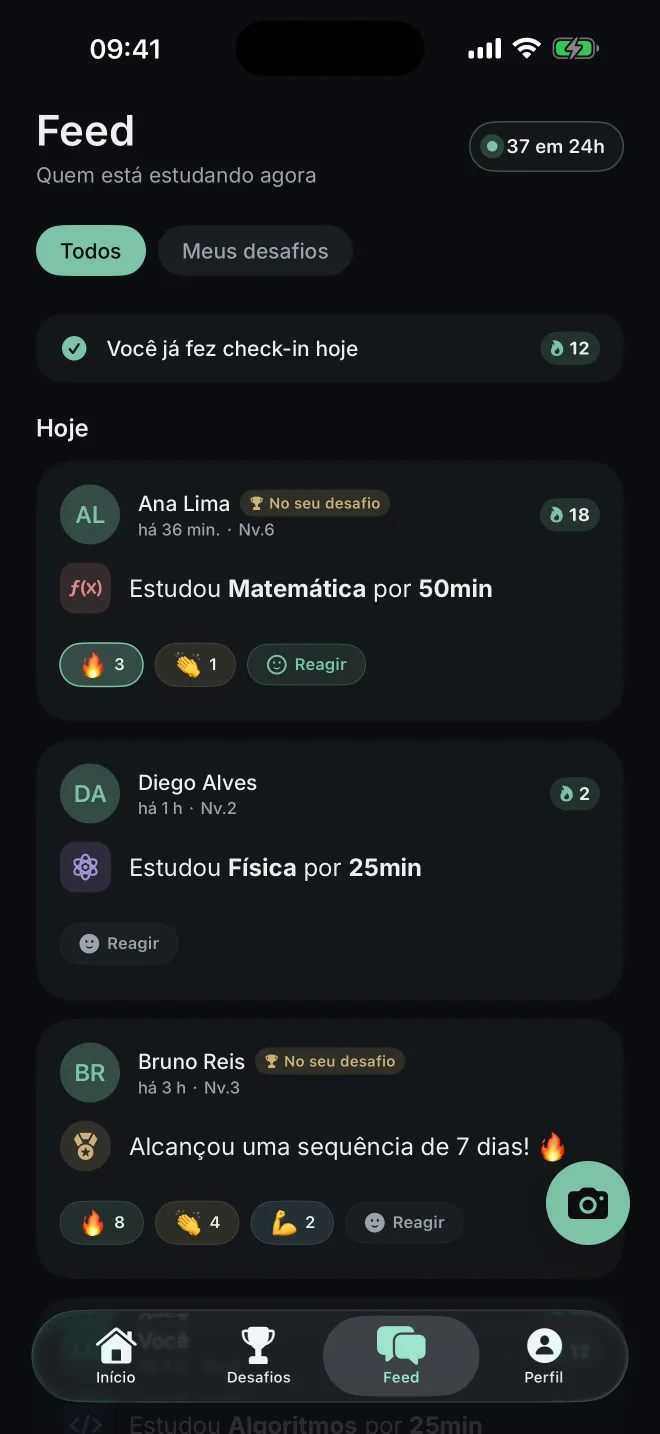 09:41
Feed
37 em 24h
Quem está estudando agora
Todos
Meus desafios
Você já fez check-in hoje
12
Hoje
AL
Ana Lima
No seu desafio
há 36 min. · Nv.6
18
f(x)
Estudou Matemática por 50min
3
1
Reagir
DA
Diego Alves
há 1 h · Nv.2
2
Estudou Física por 25min
Reagir
BR
Bruno Reis
No seu desafio
há 3 h · Nv.3
Alcançou uma sequência de 7 dias! 🔥
8
4
2
Reagir
Você
12
Início
Desafios
Feed
Perfil
</> Estudou Algoritmos por 25min